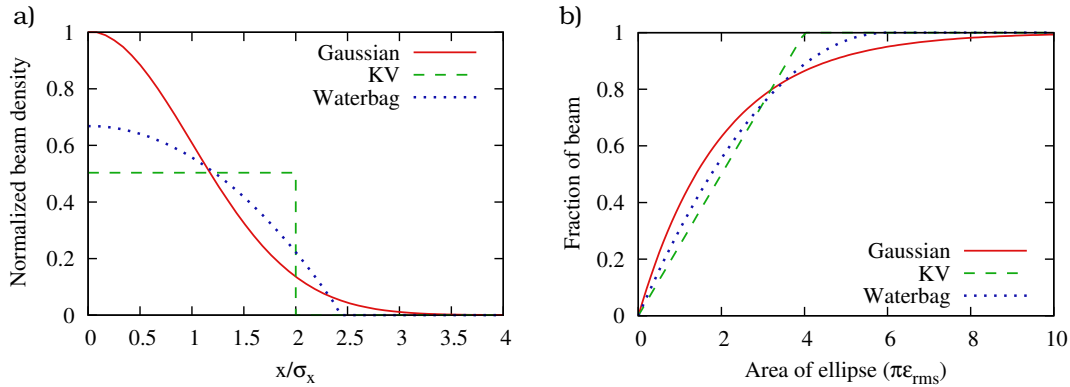 a)
Normalized beam density
1
0.8
0.6
0.4
0.2
0
Gaussian
KV
Waterbag
0 0.5 1 1.5 2 2.5 3 3.5 4
x/σx
b)
Fraction of beam
1
0.8
0.6
0.4
0.2
0
Gaussian
KV
Waterbag
0 2 4 6 8 10
Area of ellipse (πεrms)